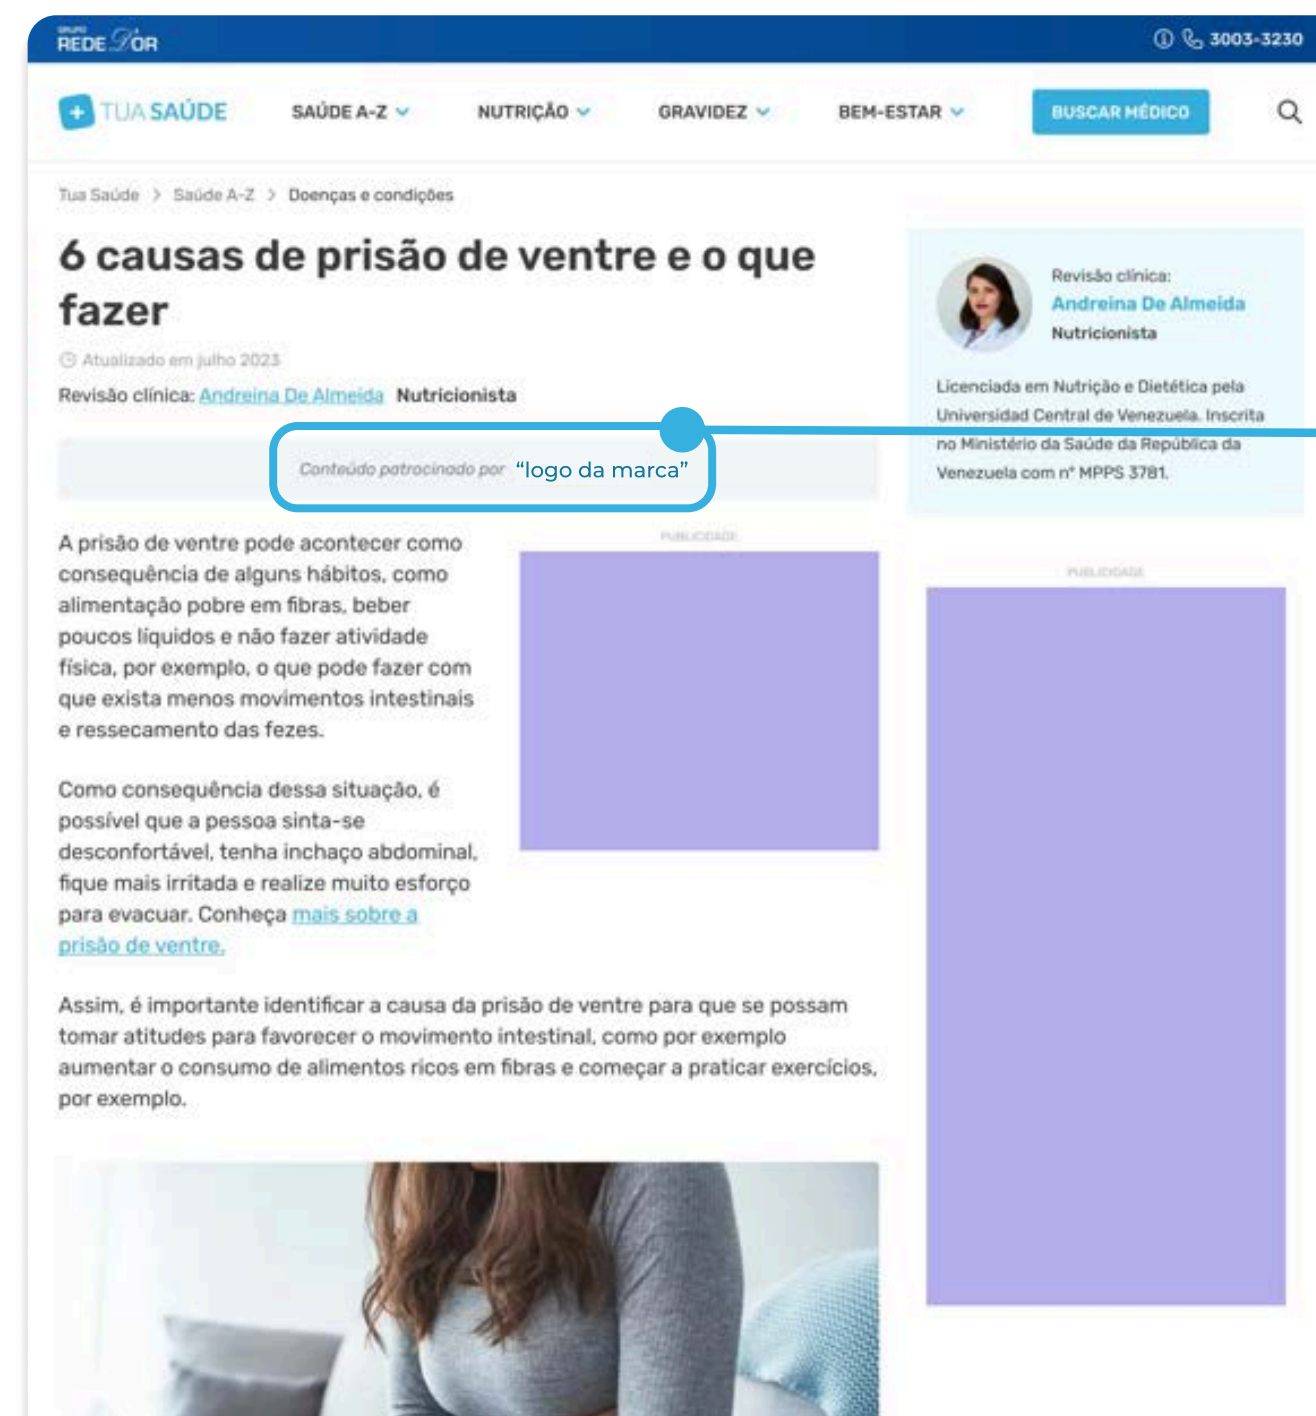 GRUPO
REDE D'OR
3003-3230
TUA SAÚDE
SAÚDE A-Z
NUTRIÇÃO
GRAVIDEZ
BEM-ESTAR
BUSCAR MÉDICO
Tua Saúde > Saúde A-Z > Doenças e condições
6 causas de prisão de ventre e o que
fazer
Atualizado em julho 2023
Revisão clínica: Andreina De Almeida Nutricionista
Conteúdo patrocinado por “logo da marca”
Revisão clínica:
Andreina De Almeida
Nutricionista
Licenciada em Nutrição e Dietética pela
Universidad Central de Venezuela. Inscrita
no Ministério da Saúde da República da
Venezuela com nº MPPS 3781.
A prisão de ventre pode acontecer como
consequência de alguns hábitos, como
alimentação pobre em fibras, beber
poucos líquidos e não fazer atividade
física, por exemplo, o que pode fazer com
que exista menos movimentos intestinais
e ressecamento das fezes.
PUBLICIDADE
PUBLICIDADE
Como consequência dessa situação, é
possível que a pessoa sinta-se
desconfortável, tenha inchaço abdominal,
fique mais irritada e realize muito esforço
para evacuar. Conheça mais sobre a
prisão de ventre.
Assim, é importante identificar a causa da prisão de ventre para que se possam
tomar atitudes para favorecer o movimento intestinal, como por exemplo
aumentar o consumo de alimentos ricos em fibras e começar a praticar exercícios,
por exemplo.